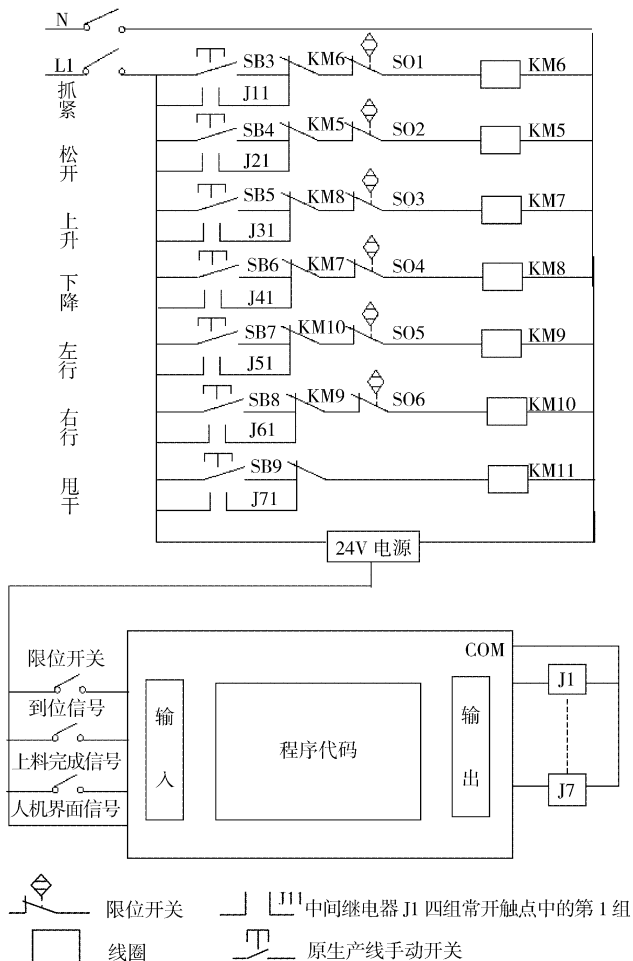 N
L1
SB3 KM6 SO1 KM6
抓紧
J11
SB4 KM5 SO2 KM5
松开
J21
SB5 KM8 SO3 KM7
上升
J31
SB6 KM7 SO4 KM8
下降
J41
SB7 KM10 SO5 KM9
左行
J51
SB8 KM9 SO6 KM10
右行
J61
SB9 KM11
甩干
J71
24V 电源
COM
限位开关
到位信号
上料完成信号
人机界面信号
输入
程序代码
输出
J1
J7
限位开关
J11 中间继电器 J1 四组常开触点中的第 1 组
线圈
原生产线手动开关